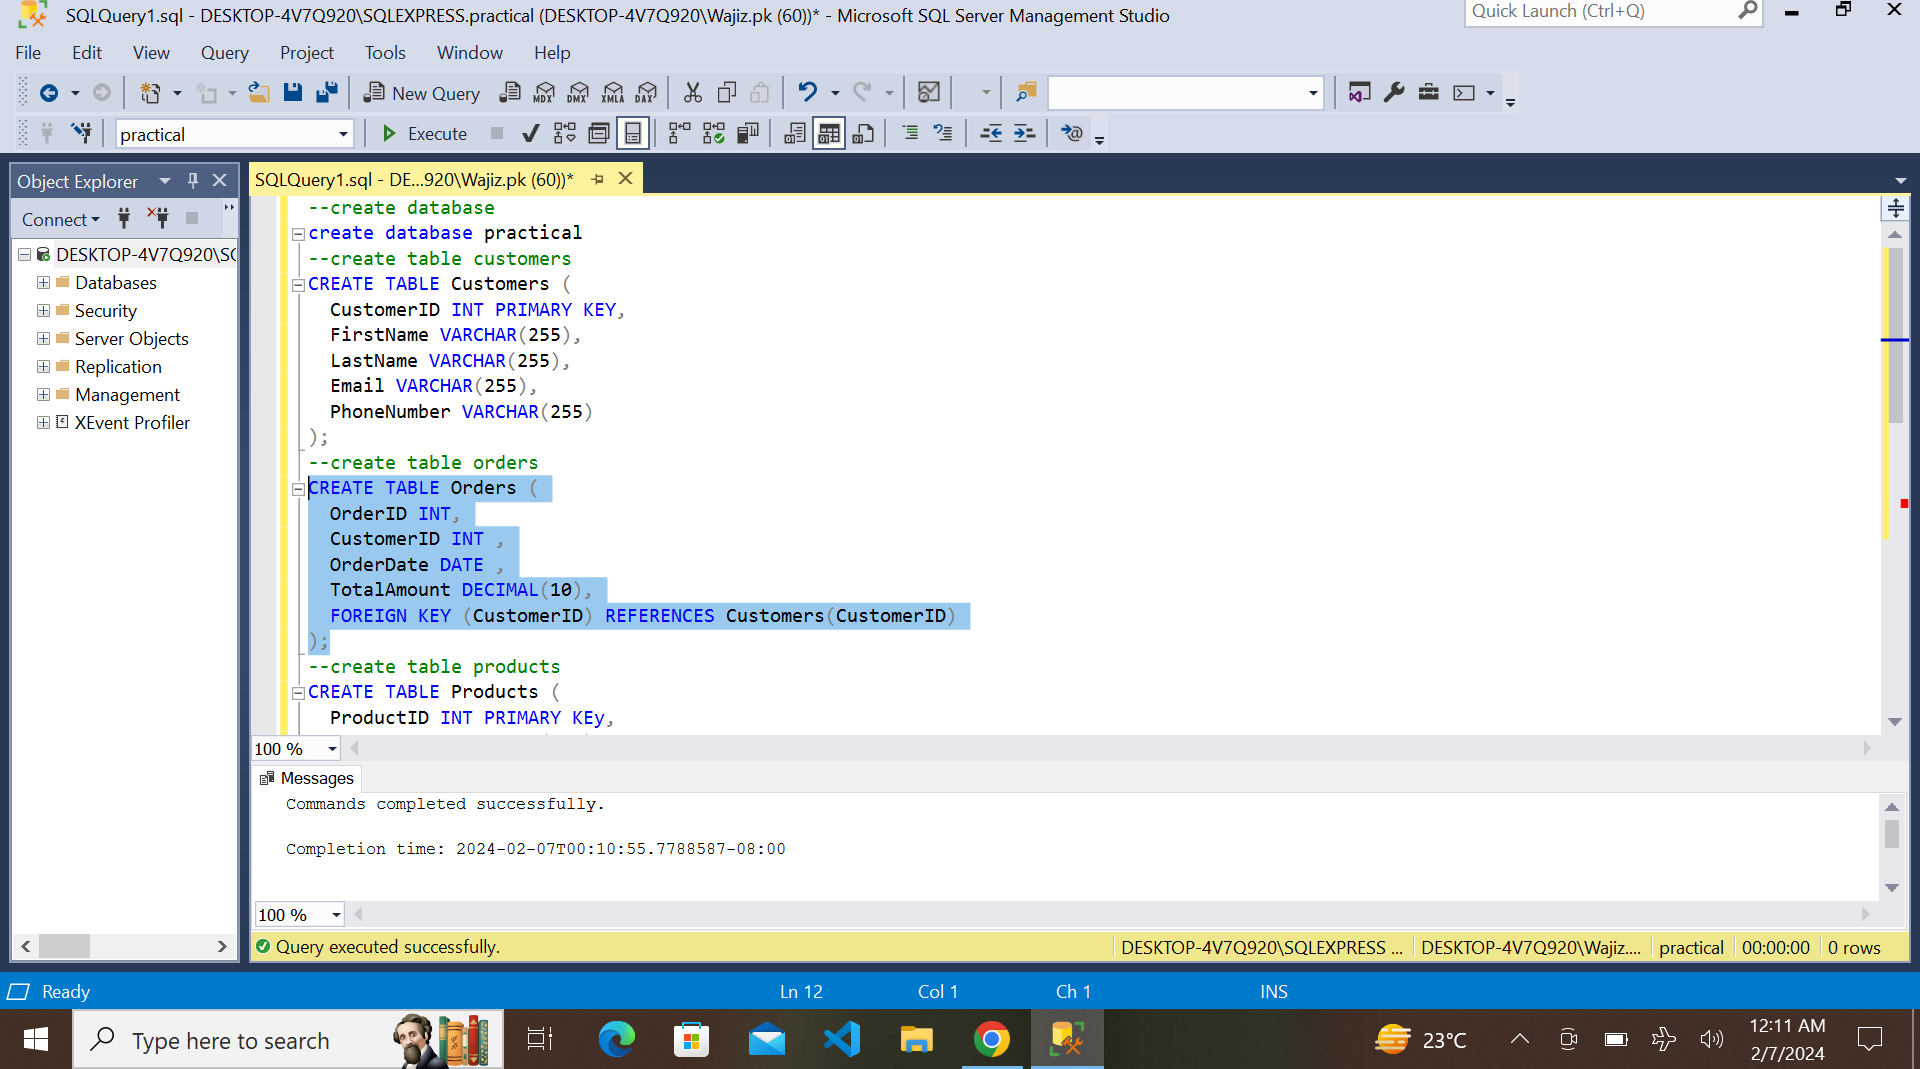 SQLQuery1.sql - DESKTOP-4V7Q920\SQLEXPRESS.practical (DESKTOP-4V7Q920\Wajiz.pk (60))* - Microsoft SQL Server Management Studio
Quick Launch (Ctrl+Q)
File Edit View Query Project Tools Window Help
New Query MDX DMX XMLA DAX
practical Execute
Object Explorer
SQLQuery1.sql - DE...920\Wajiz.pk (60))*
Connect
DESKTOP-4V7Q920\SQ
Databases
Security
Server Objects
Replication
Management
XEvent Profiler
--create database
create database practical
--create table customers
CREATE TABLE Customers (
CustomerID INT PRIMARY KEY,
FirstName VARCHAR(255),
LastName VARCHAR(255),
Email VARCHAR(255),
PhoneNumber VARCHAR(255)
);
--create table orders
CREATE TABLE Orders (
OrderID INT,
CustomerID INT ,
OrderDate DATE ,
TotalAmount DECIMAL(10),
FOREIGN KEY (CustomerID) REFERENCES Customers(CustomerID)
);
--create table products
CREATE TABLE Products (
ProductID INT PRIMARY KEy,
100 %
Messages
Commands completed successfully.
Completion time: 2024-02-07T00:10:55.7788587-08:00
100 %
Query executed successfully. DESKTOP-4V7Q920\SQLEXPRESS ... DESKTOP-4V7Q920\Wajiz.... practical 00:00:00 0 rows
Ready Ln 12 Col 1 Ch 1 INS
Type here to search 23°C 12:11 AM
2/7/2024